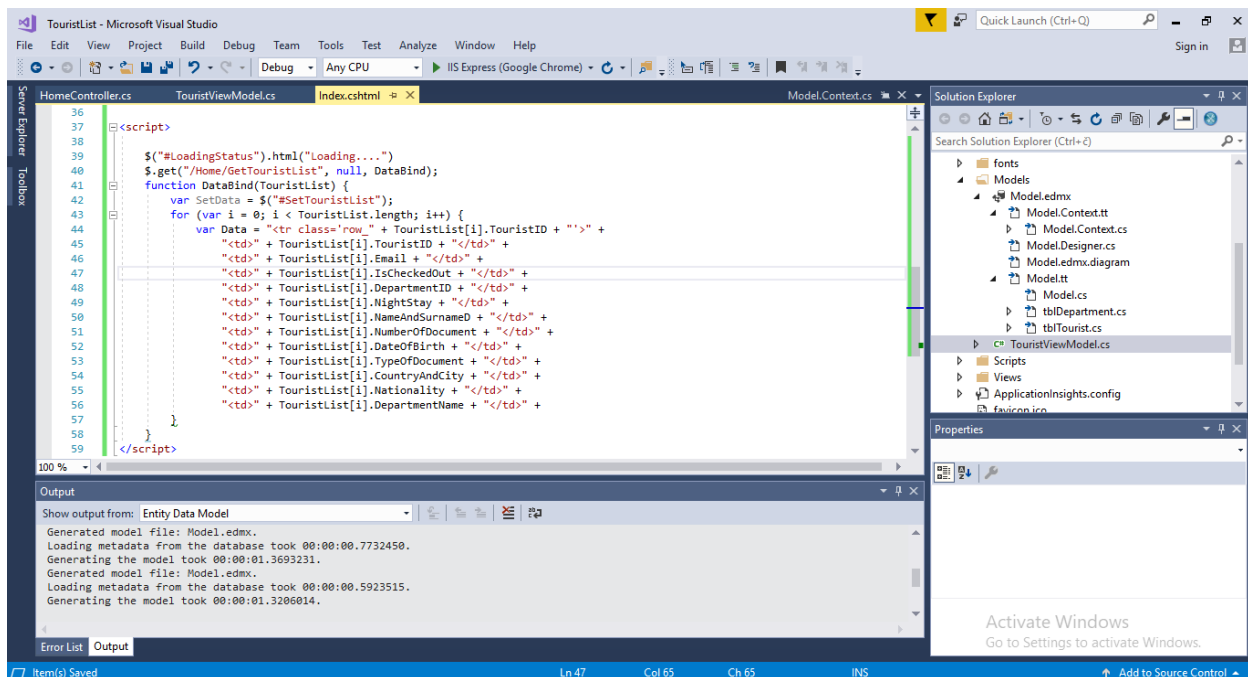 TouristList - Microsoft Visual Studio
Quick Launch (Ctrl+Q)
File Edit View Project Build Debug Team Tools Test Analyze Window Help
Sign in
Debug Any CPU IIS Express (Google Chrome)
Server Explorer
Toolbox
HomeController.cs TouristViewModel.cs Index.cshtml Model.Context.cs
36
37 <script>
38
39 $("#LoadingStatus").html("Loading....")
40 $.get("/Home/GetTouristList", null, DataBind);
41 function DataBind(TouristList) {
42 var SetData = $("#SetTouristList");
43 for (var i = 0; i < TouristList.length; i++) {
44 var Data = "<tr class='row_" + TouristList[i].TouristID + "'>" +
45 "<td>" + TouristList[i].TouristID + "</td>" +
46 "<td>" + TouristList[i].Email + "</td>" +
47 "<td>" + TouristList[i].IsCheckedOut + "</td>" +
48 "<td>" + TouristList[i].DepartmentID + "</td>" +
49 "<td>" + TouristList[i].NightStay + "</td>" +
50 "<td>" + TouristList[i].NameAndSurnameD + "</td>" +
51 "<td>" + TouristList[i].NumberOfDocument + "</td>" +
52 "<td>" + TouristList[i].DateOfBirth + "</td>" +
53 "<td>" + TouristList[i].TypeOfDocument + "</td>" +
54 "<td>" + TouristList[i].CountryAndCity + "</td>" +
55 "<td>" + TouristList[i].Nationality + "</td>" +
56 "<td>" + TouristList[i].DepartmentName + "</td>" +
57 }
58 }
59 </script>
100 %
Output
Show output from: Entity Data Model
Generated model file: Model.edmx.
Loading metadata from the database took 00:00:00.7732450.
Generating the model took 00:00:01.3693231.
Generated model file: Model.edmx.
Loading metadata from the database took 00:00:00.5923515.
Generating the model took 00:00:01.3206014.
Error List Output
Solution Explorer
Search Solution Explorer (Ctrl+č)
fonts
Models
Model.edmx
Model.Context.tt
Model.Context.cs
Model.Designer.cs
Model.edmx.diagram
Model.tt
Model.cs
tblDepartment.cs
tblTourist.cs
C# TouristViewModel.cs
Scripts
Views
ApplicationInsights.config
favicon.ico
Properties
Activate Windows
Go to Settings to activate Windows.
Item(s) Saved Ln 47 Col 65 Ch 65 INS Add to Source Control